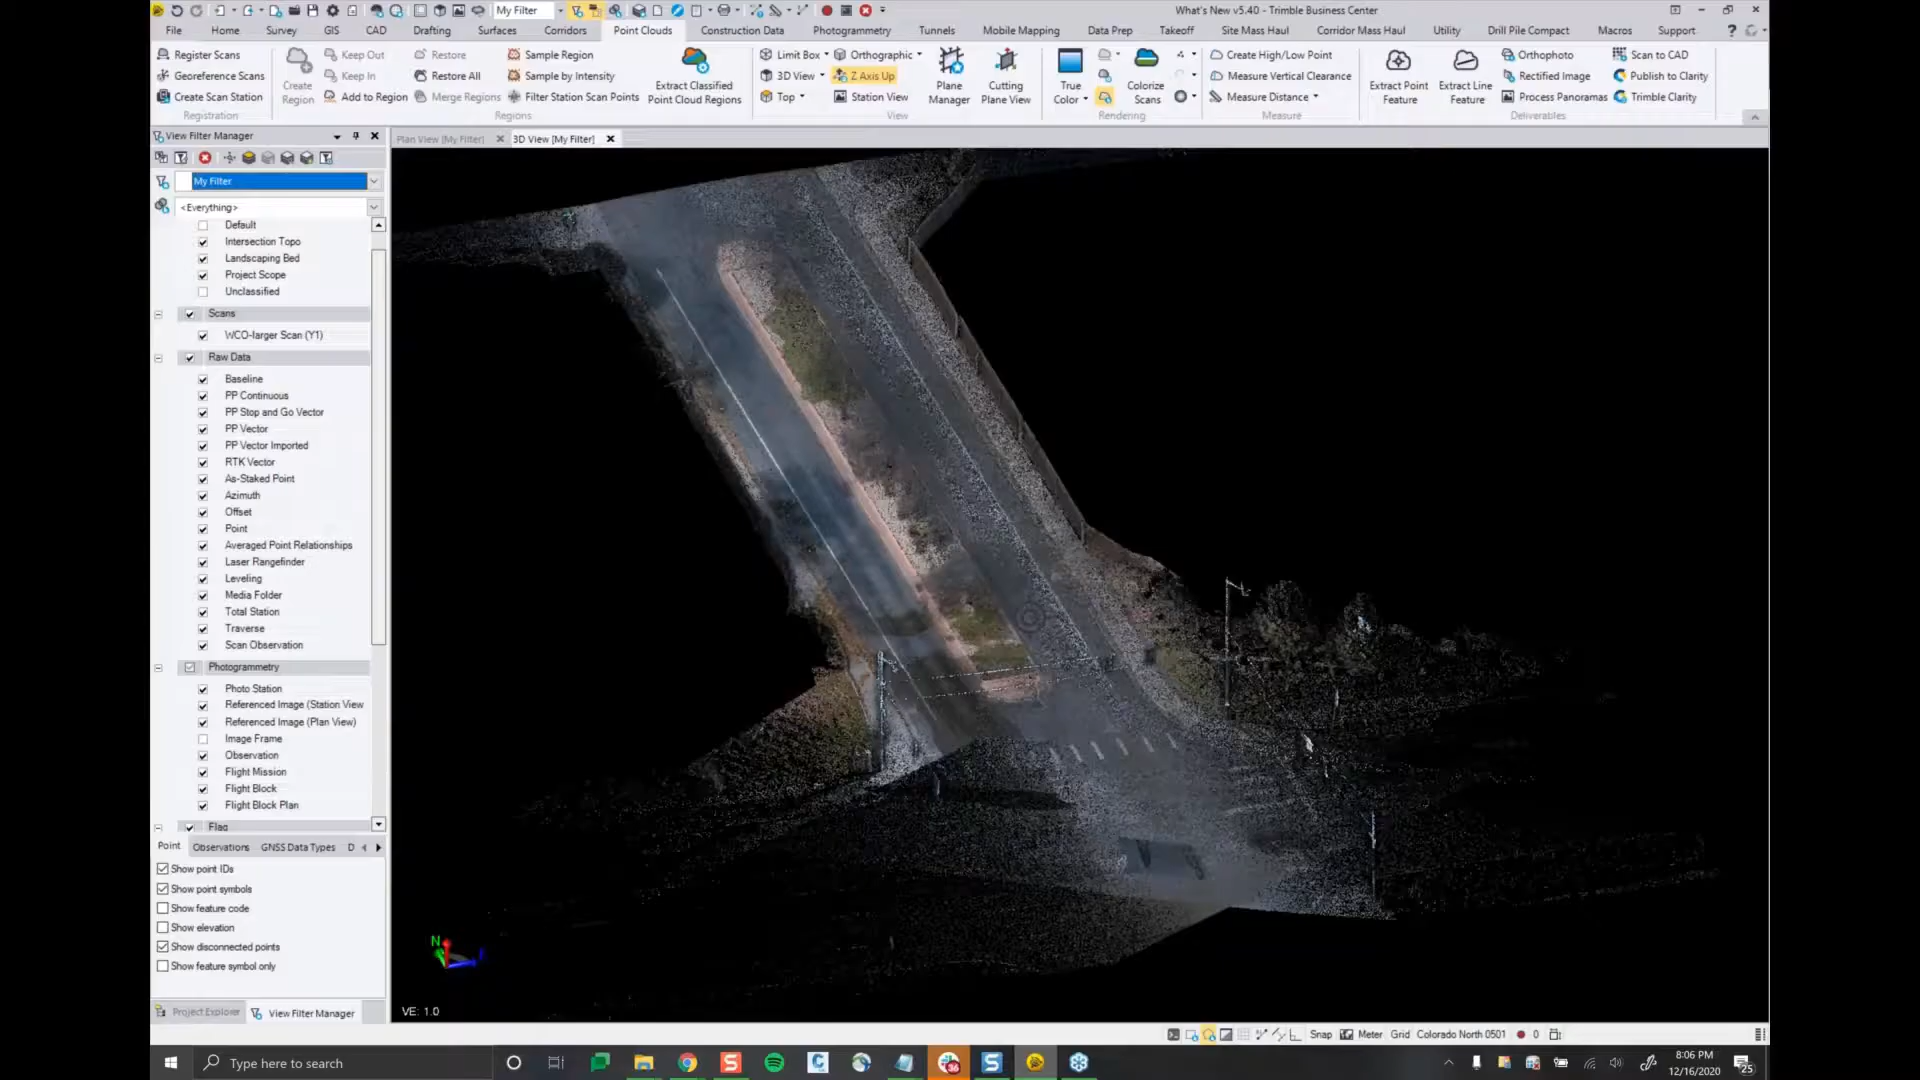 My Filter
What's New v5.40 - Trimble Business Center
File Home Survey GIS CAD Drafting Surfaces Corridors Point Clouds Construction Data Photogrammetry Tunnels Mobile Mapping Data Prep Takeoff Site Mass Haul Corridor Mass Haul Utility Drill Pile Compact Macros Support
Register Scans
Georeference Scans
Create Scan Station
Registration
Create Region
Keep Out
Keep In
Add to Region
Restore
Restore All
Merge Regions
Sample Region
Sample by Intensity
Filter Station Scan Points
Extract Classified
Point Cloud Regions
Regions
Limit Box
3D View
Top
Orthographic
Z Axis Up
Station View
Plane Manager
Cutting Plane View
View
True Color
Colorize Scans
Rendering
Create High/Low Point
Measure Vertical Clearance
Measure Distance
Measure
Extract Point Feature
Extract Line Feature
Orthophoto
Rectified Image
Process Panoramas
Scan to CAD
Publish to Clarity
Trimble Clarity
Deliverables
View Filter Manager
Plan View [My Filter]
3D View [My Filter]
My Filter
<Everything>
Default
Intersection Topo
Landscaping Bed
Project Scope
Unclassified
Scans
WCO-larger Scan (Y1)
Raw Data
Baseline
PP Continuous
PP Stop and Go Vector
PP Vector
PP Vector Imported
RTK Vector
As-Staked Point
Azimuth
Offset
Point
Averaged Point Relationships
Laser Rangefinder
Leveling
Media Folder
Total Station
Traverse
Scan Observation
Photogrammetry
Photo Station
Referenced Image (Station View
Referenced Image (Plan View)
Image Frame
Observation
Flight Mission
Flight Block
Flight Block Plan
Flag
Point Observations GNSS Data Types D
Show point IDs
Show point symbols
Show feature code
Show elevation
Show disconnected points
Show feature symbol only
Project Explorer
View Filter Manager
N
VE: 1.0
Snap Meter Grid Colorado North 0501 0
Type here to search
8:06 PM
12/16/2020
25